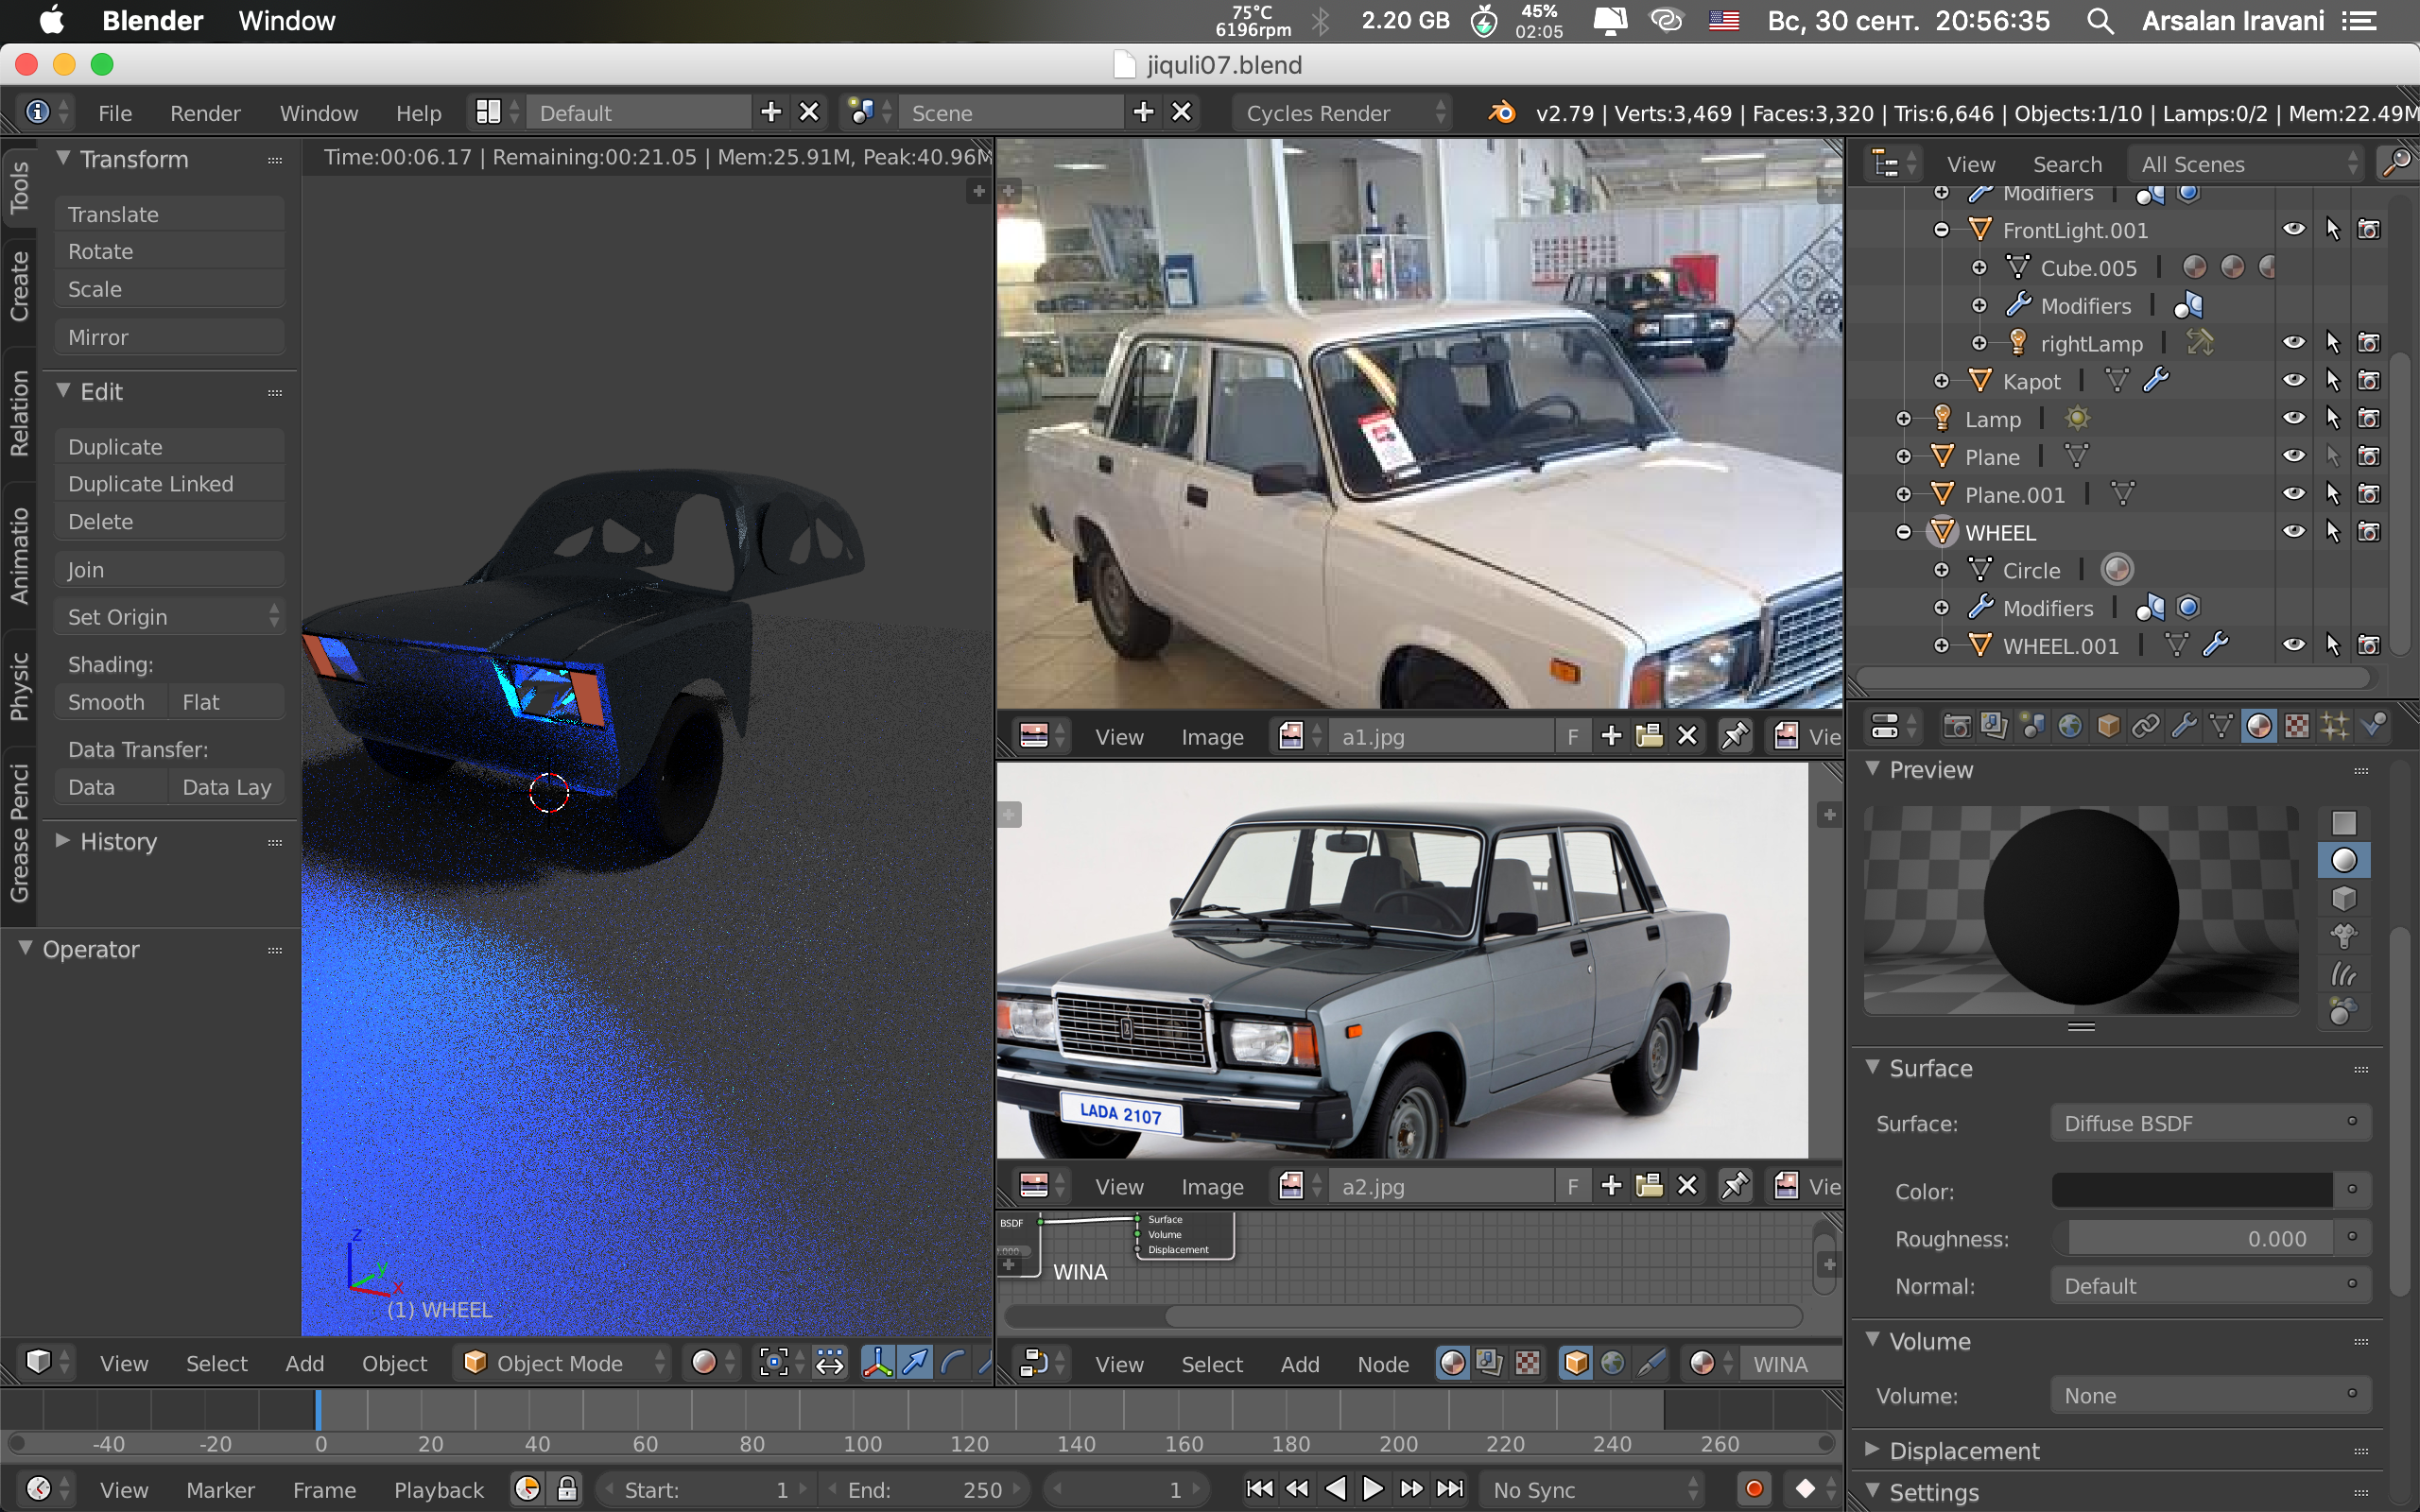 Blender Window 75°C 6196rpm 2.20 GB 45% 02:05 Вс, 30 сент. 20:56:35 Arsalan Iravani
jiquli07.blend
File Render Window Help Default Scene Cycles Render v2.79 | Verts:3,469 | Faces:3,320 | Tris:6,646 | Objects:1/10 | Lamps:0/2 | Mem:22.49M
Tools
Create
Relation
Animatio
Physic
Grease Penci
Transform
Translate
Rotate
Scale
Mirror
Edit
Duplicate
Duplicate Linked
Delete
Join
Set Origin
Shading:
Smooth Flat
Data Transfer:
Data Data Lay
History
Operator
Time:00:06.17 | Remaining:00:21.05 | Mem:25.91M, Peak:40.96M
z
y
x
(1) WHEEL
View Select Add Object Object Mode
View Image a1.jpg F Vie
LADA 2107
View Image a2.jpg F Vie
BSDF
0.000
Surface
Volume
Displacement
WINA
View Select Add Node WINA
View Search All Scenes
Modifiers
FrontLight.001
Cube.005
Modifiers
rightLamp
Kapot
Lamp
Plane
Plane.001
WHEEL
Circle
Modifiers
WHEEL.001
Preview
Surface
Surface: Diffuse BSDF
Color:
Roughness: 0.000
Normal: Default
Volume
Volume: None
Displacement
Settings
-40 -20 0 20 40 60 80 100 120 140 160 180 200 220 240 260
View Marker Frame Playback Start: 1 End: 250 1 No Sync